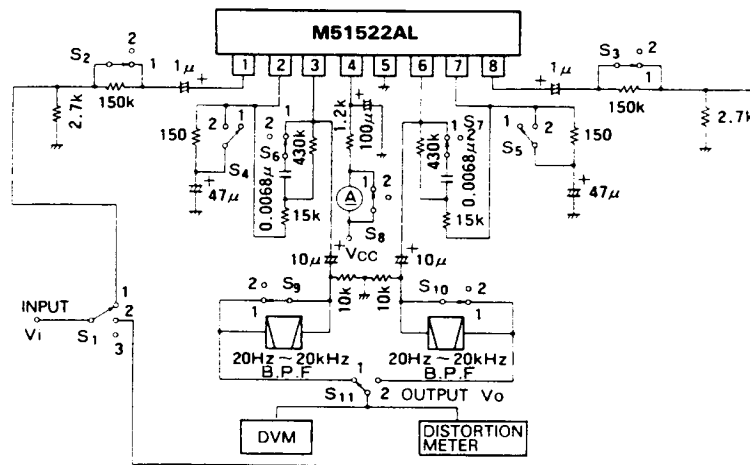 M51522AL
1 2 3 4 5 6 7 8
S2
2
1
150k
1μ
+
2.7k
S3
2
1
150k
1μ
+
2.7k
150
2
1
S4
+
47μ
2
1
S6
0.0068μ
430k
15k
1.2k
+
100μ
A
1
2
S8
VCC
1
S7
2
430k
0.0068μ
15k
1
2
S5
150
+
47μ
10μ
+
+
10μ
10k
10k
2
S9
1
S10
2
1
20Hz~20kHz
B.P.F
20Hz~20kHz
B.P.F
INPUT
Vi
S1
1
2
3
1
S11
2
OUTPUT Vo
DVM
DISTORTION
METER